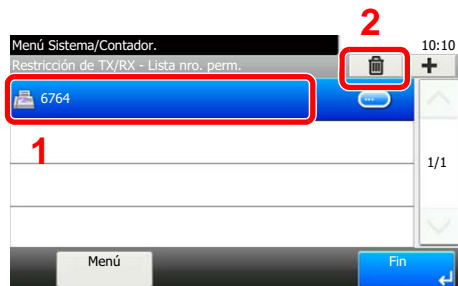 2
Menú Sistema/Contador.
10:10
Restricción de TX/RX - Lista nro. perm.
6764
1
1/1
Menú
Fin